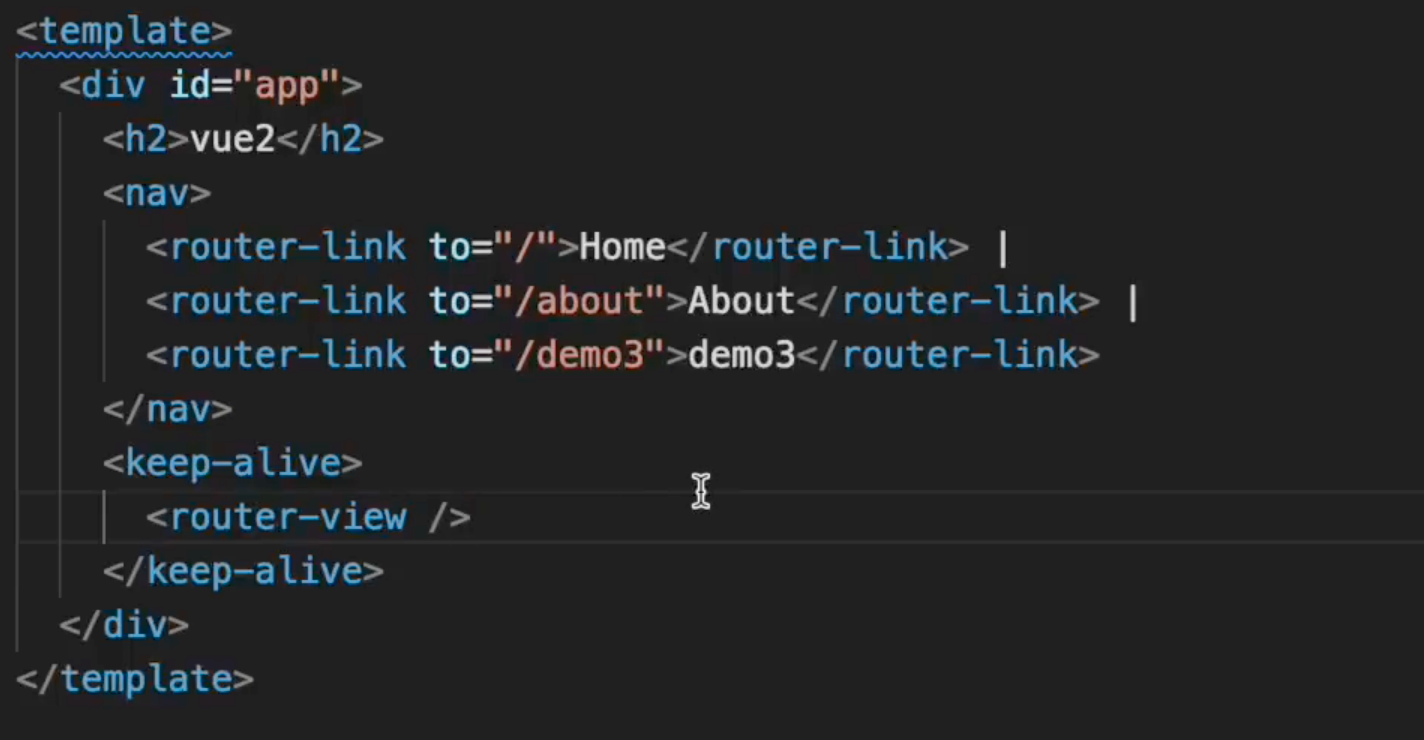 <template>
<div id="app">
<h2>vue2</h2>
<nav>
<router-link to="/">Home</router-link> |
<router-link to="/about">About</router-link> |
<router-link to="/demo3">demo3</router-link>
</nav>
<keep-alive>
<router-view />
</keep-alive>
</div>
</template>